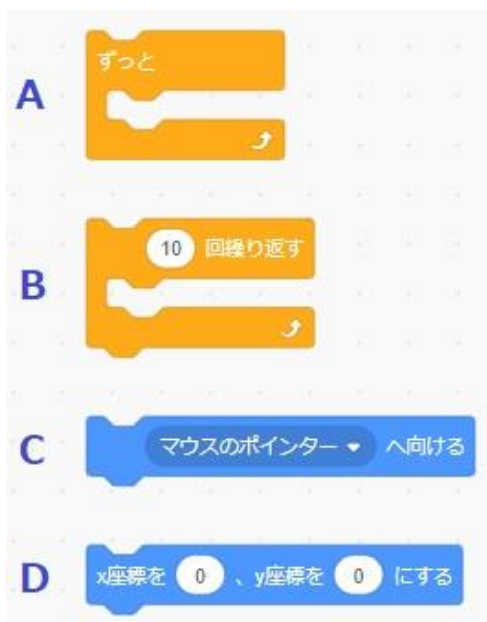 A
ずっと
B
10 回繰り返す
C
マウスのポインター へ向ける
D
x座標を 0 、y座標を 0 にする